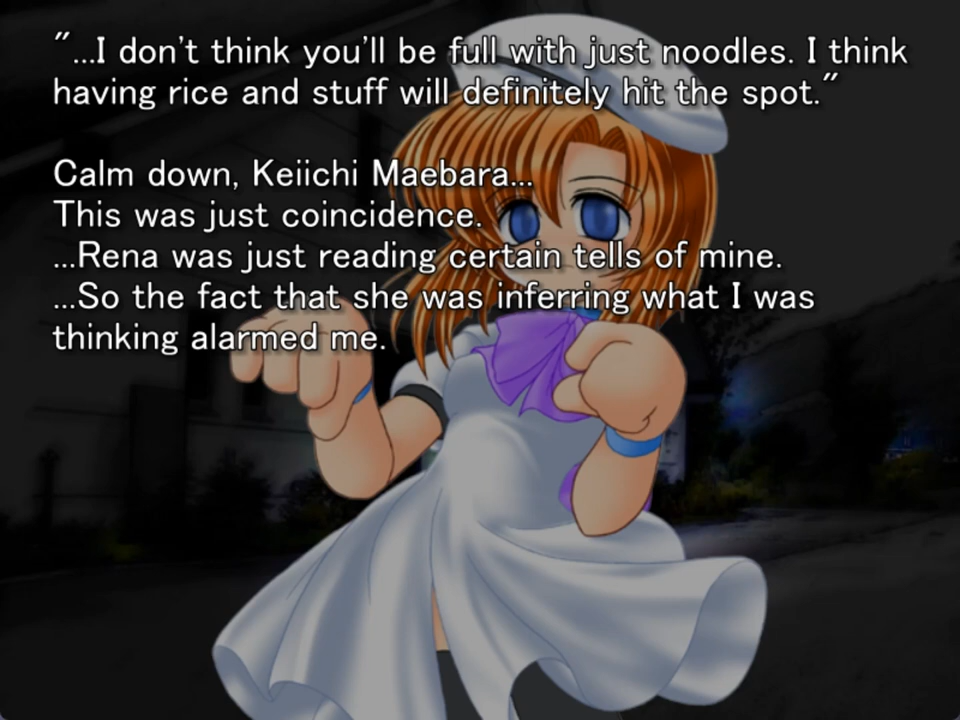 "...I don't think you'll be full with just noodles. I think
having rice and stuff will definitely hit the spot."
Calm down, Keiichi Maebara...
This was just coincidence.
...Rena was just reading certain tells of mine.
...So the fact that she was inferring what I was
thinking alarmed me.